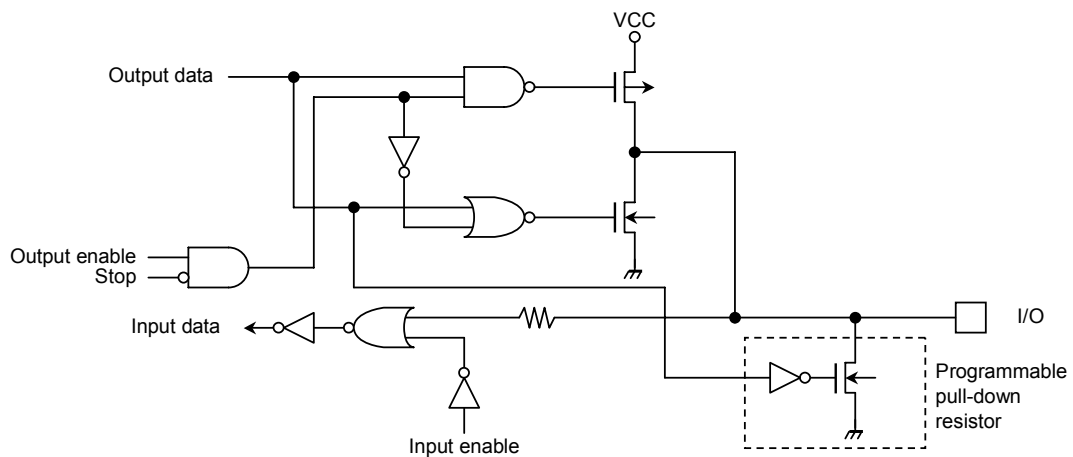 VCC
Output data
Output enable
Stop
Input data
I/O
Programmable
pull-down
resistor
Input enable